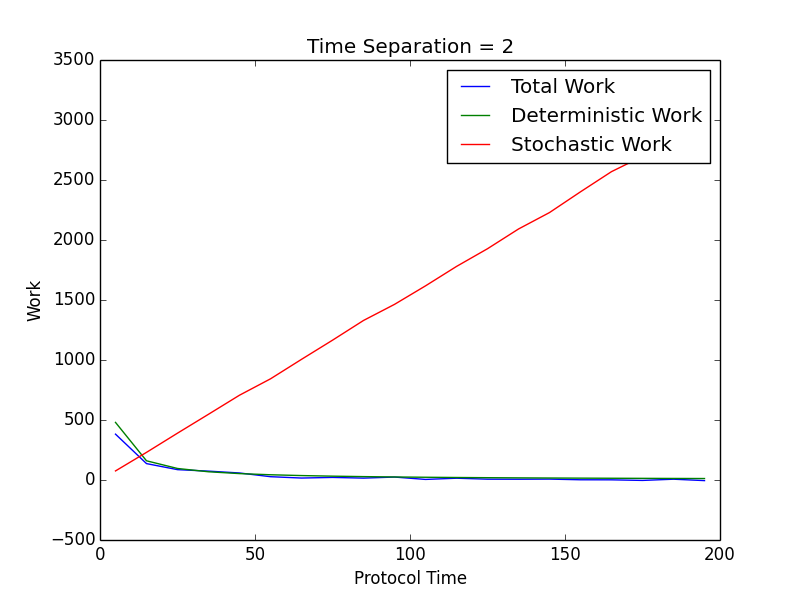 Time Separation = 2
3500
3000
2500
2000
1500
1000
500
0
−500
Work
Total Work
Deterministic Work
Stochastic Work
0
50
100
150
200
Protocol Time